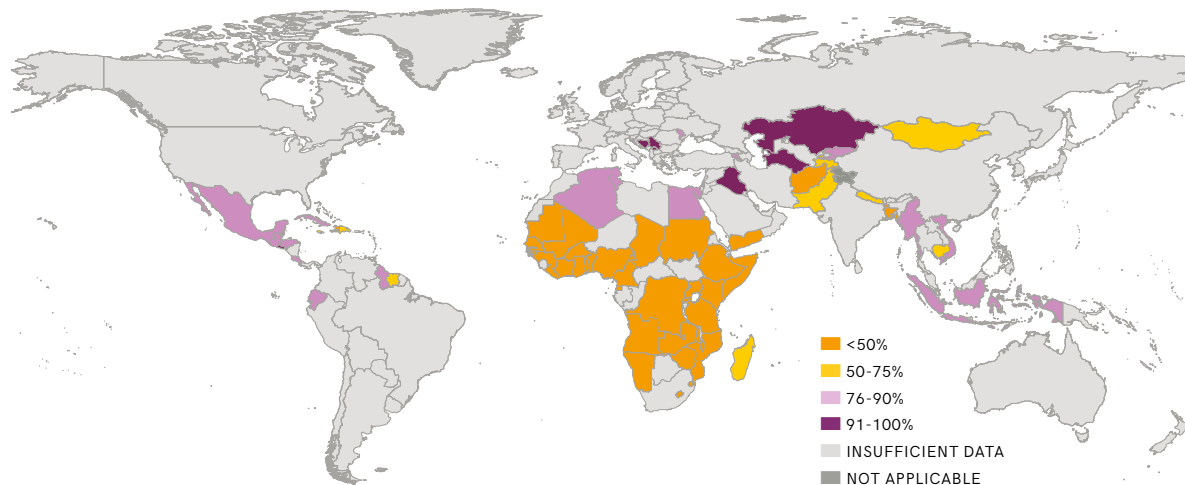 <50%
50-75%
76-90%
91-100%
INSUFFICIENT DATA
NOT APPLICABLE